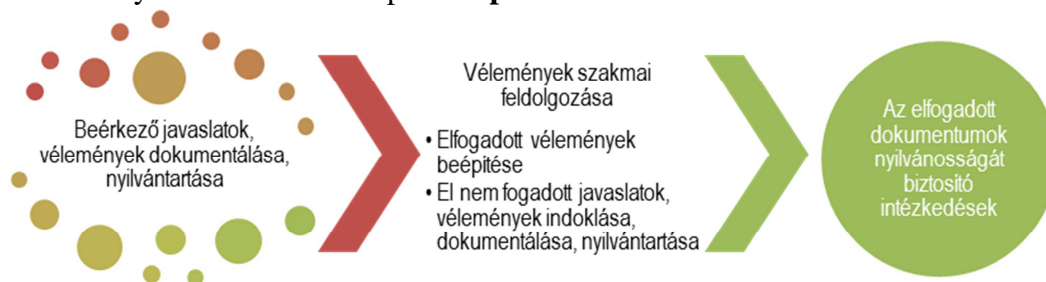 Beérkező javaslatok,
vélemények dokumentálása,
nyilvántartása
Vélemények szakmai
feldolgozása
• Elfogadott vélemények
beépítése
• El nem fogadott javaslatok,
vélemények indoklása,
dokumentálása, nyilvántartása
Az elfogadott
dokumentumok
nyilvánosságát
biztosító
intézkedések